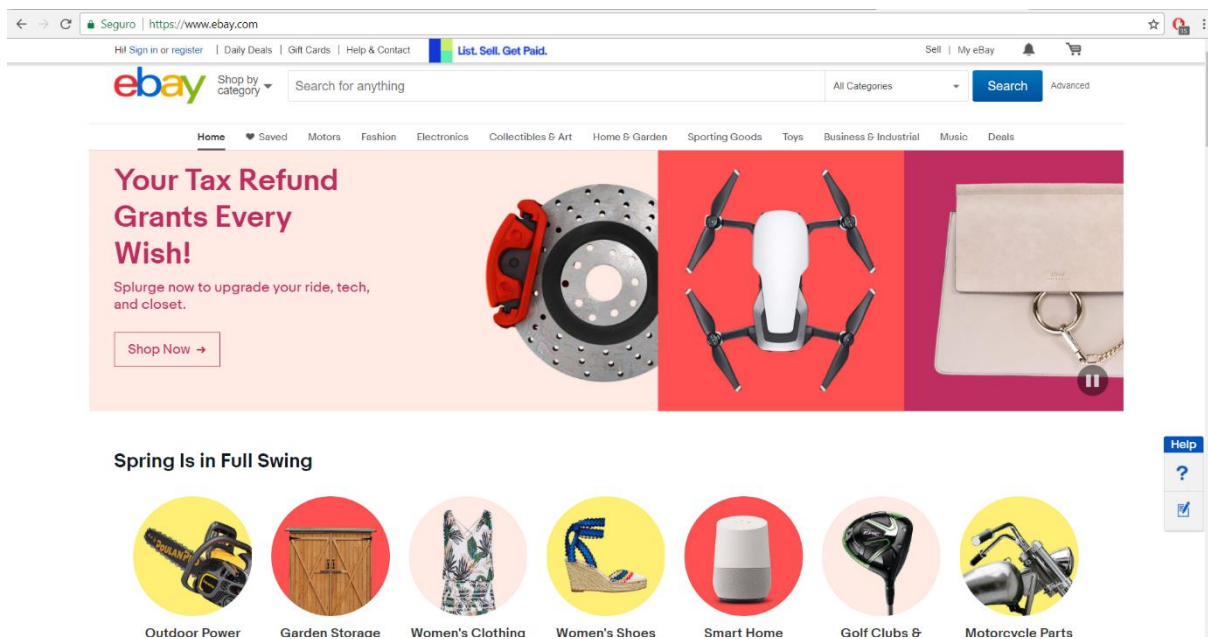 Seguro | https://www.ebay.com
Hi! Sign in or register | Daily Deals | Gift Cards | Help & Contact List. Sell. Get Paid. Sell | My eBay
ebay Shop by category Search for anything All Categories Search Advanced
Home Saved Motors Fashion Electronics Collectibles & Art Home & Garden Sporting Goods Toys Business & Industrial Music Deals
Your Tax Refund
Grants Every
Wish!
Splurge now to upgrade your ride, tech,
and closet.
Shop Now →
Spring Is in Full Swing
Help
?
POULAN
Outdoor Power Garden Storage Women's Clothing Women's Shoes Smart Home Golf Clubs & Motorcycle Parts